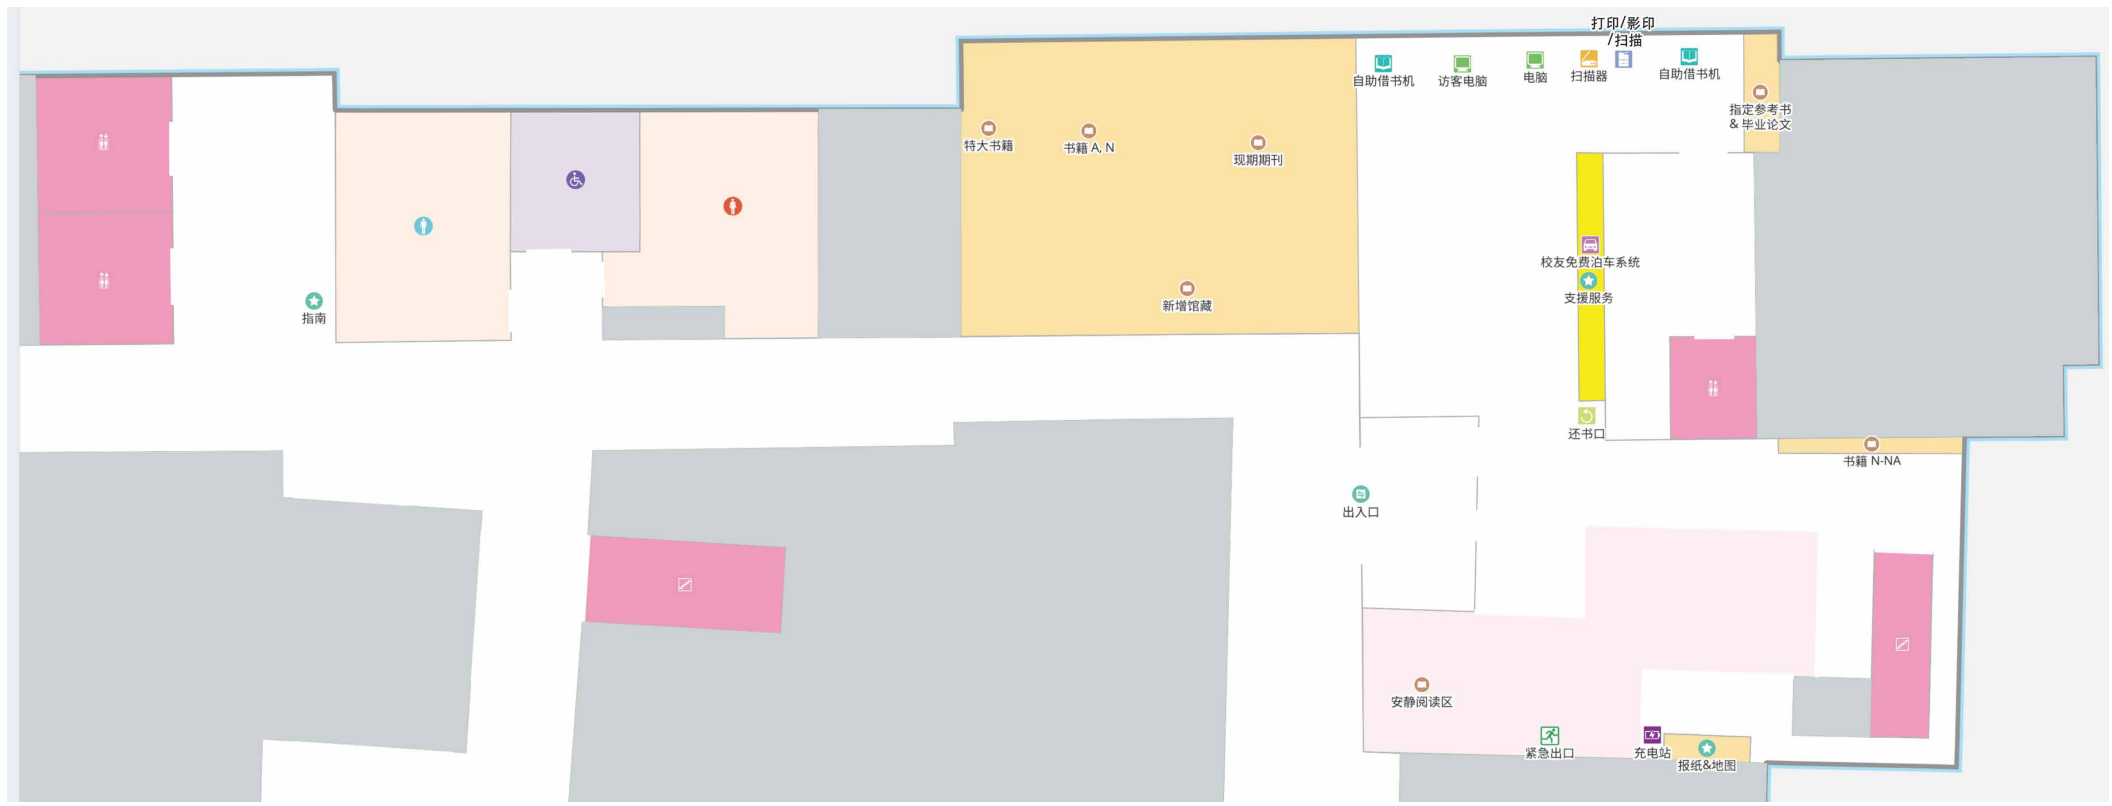 打印/影印
/扫描
自助借书机
访客电脑
电脑
扫描器
自助借书机
指定参考书
& 毕业论文
特大书籍
书籍 A, N
现期期刊
校友免费泊车系统
支援服务
新增馆藏
指南
还书口
书籍 N-NA
出入口
安静阅读区
紧急出口
充电站
报纸&地图